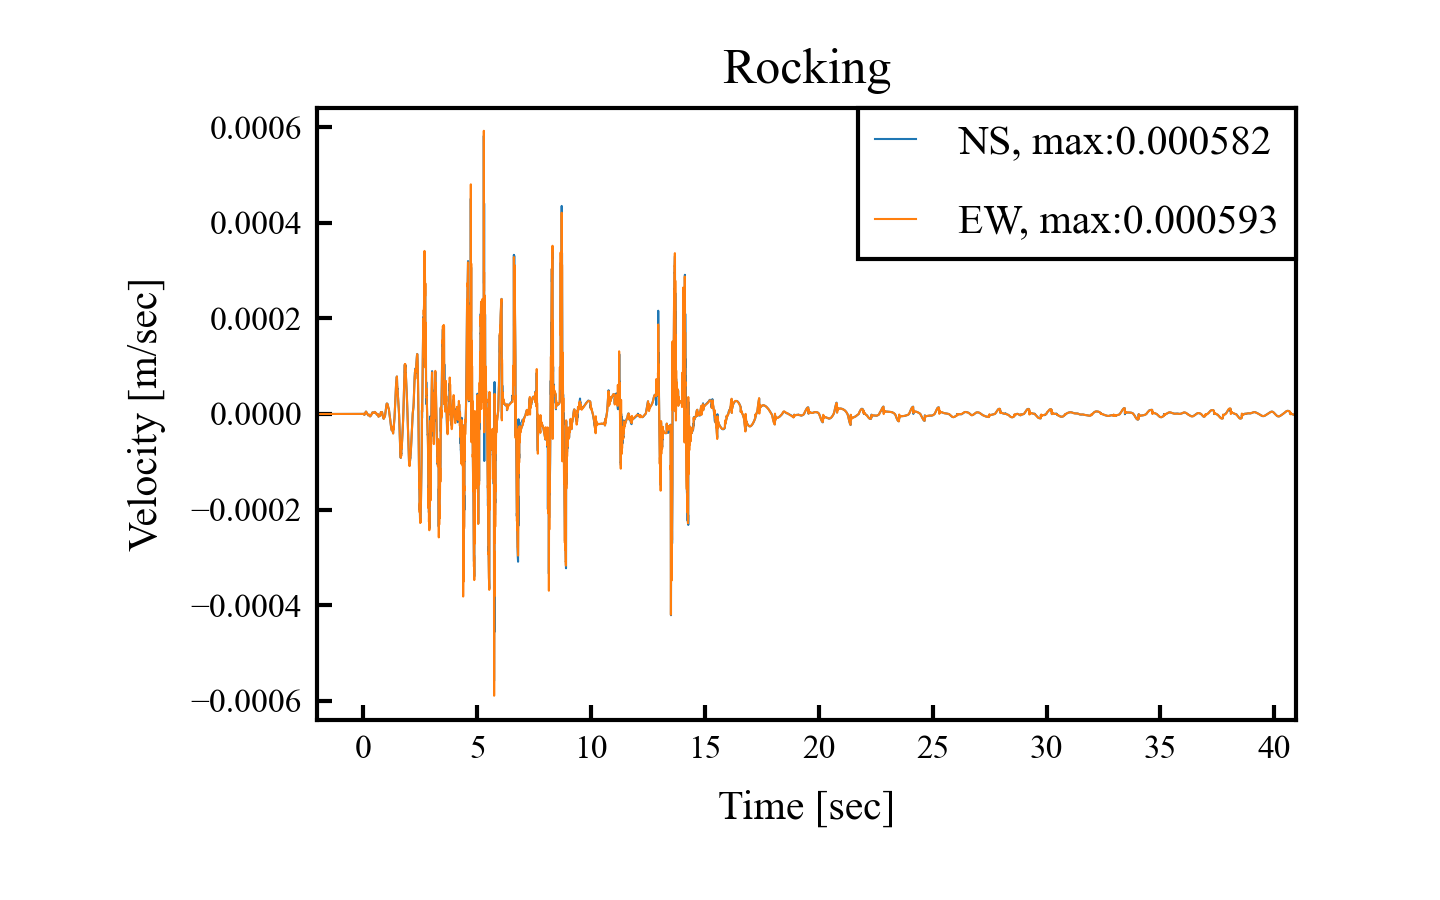 Rocking
NS, max:0.000582
EW, max:0.000593
0.0006
0.0004
0.0002
0.0000
−0.0002
−0.0004
−0.0006
Velocity [m/sec]
0 5 10 15 20 25 30 35 40
Time [sec]